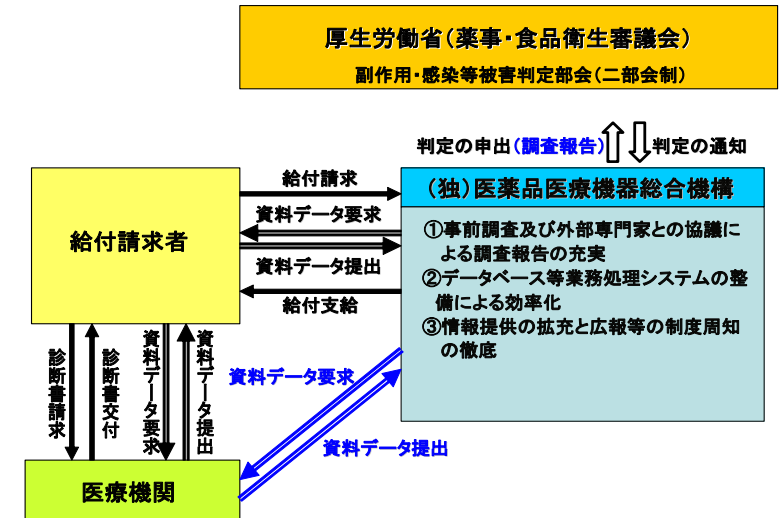 厚生労働省（薬事・食品衛生審議会）
副作用・感染等被害判定部会（二部会制）
判定の申出（調査報告）
判定の通知
給付請求者
給付請求
資料データ要求
資料データ提出
給付支給
（独）医薬品医療機器総合機構
①事前調査及び外部専門家との協議に
よる調査報告の充実
②データベース等業務処理システムの整
備による効率化
③情報提供の拡充と広報等の制度周知
の徹底
診断書請求
診断書交付
資料データ要求
資料データ提出
資料データ要求
資料データ提出
医療機関